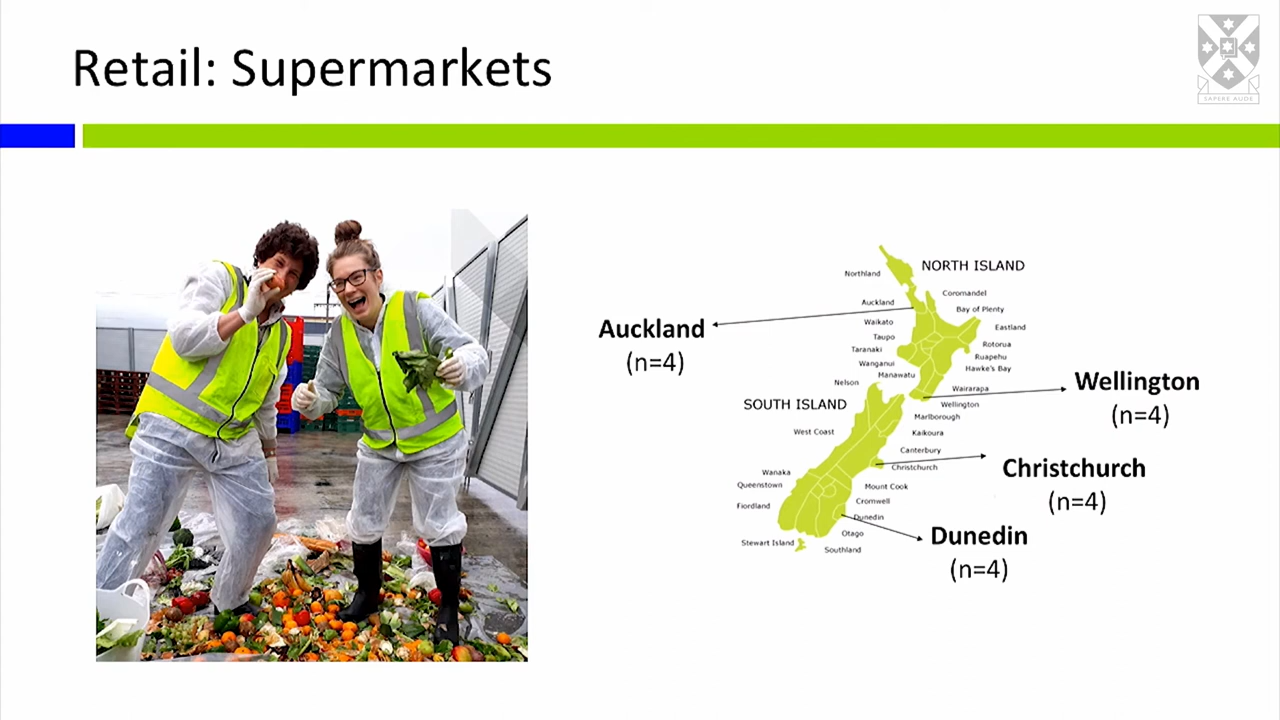 Retail: Supermarkets
SAPERE AUDE
NORTH ISLAND
Northland
Coromandel
Auckland
Bay of Plenty
Waikato
Eastland
Taupo
Rotorua
Taranaki
Ruapehu
Wanganui
Hawke's Bay
Manawatu
Nelson
Wairarapa
Wellington
SOUTH ISLAND
Marlborough
West Coast
Kaikoura
Canterbury
Christchurch
Wanaka
Queenstown
Mount Cook
Fiordland
Cromwell
Dunedin
Otago
Stewart Island
Southland
Auckland
(n=4)
Wellington
(n=4)
Christchurch
(n=4)
Dunedin
(n=4)